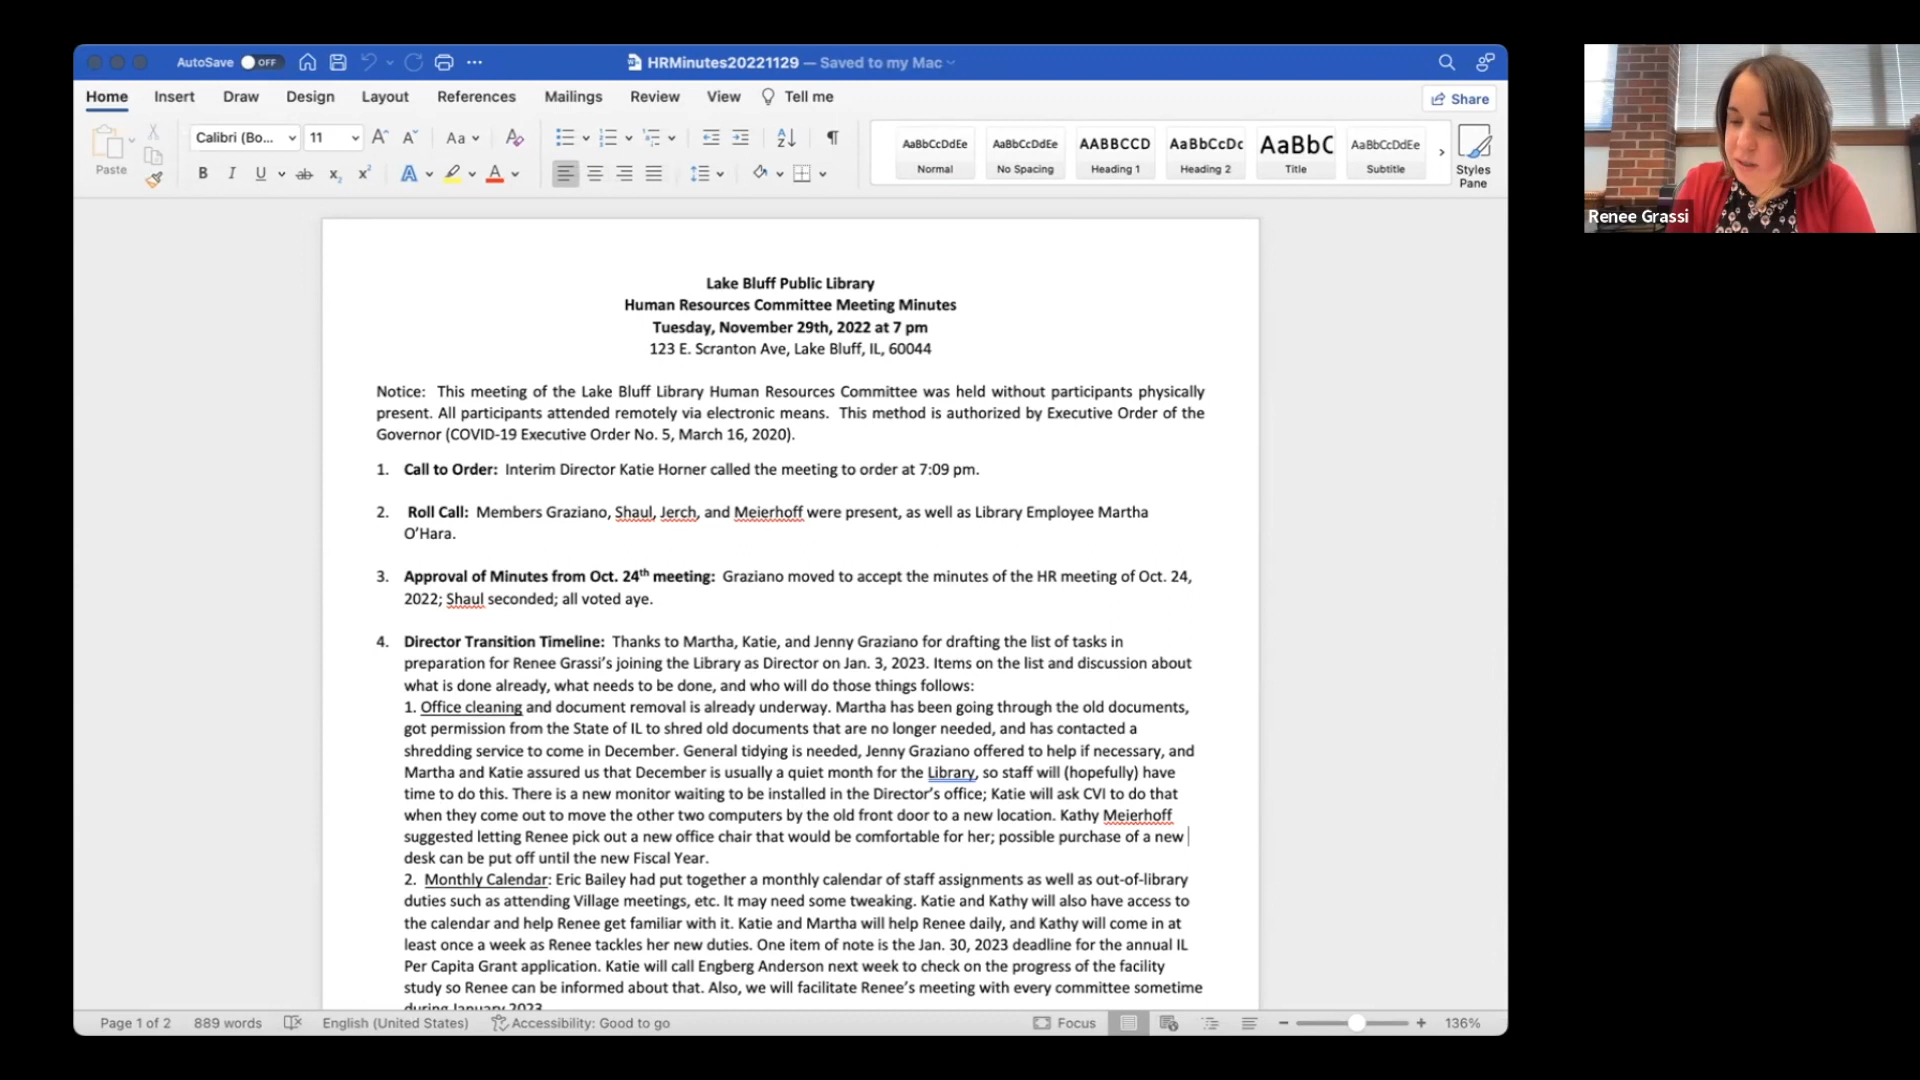 AutoSave OFF HRMinutes20221129 — Saved to my Mac
Home Insert Draw Design Layout References Mailings Review View Tell me Share
Paste Calibri (Bo... 11 A A Aa A
B I U ab x₂ x² A A
AaBbCcDdEe AaBbCcDdEe AABBCCD AaBbCcDc AaBbC AaBbCcDdEe
Normal No Spacing Heading 1 Heading 2 Title Subtitle Styles Pane
Renee Grassi
Lake Bluff Public Library
Human Resources Committee Meeting Minutes
Tuesday, November 29th, 2022 at 7 pm
123 E. Scranton Ave, Lake Bluff, IL, 60044
Notice: This meeting of the Lake Bluff Library Human Resources Committee was held without participants physically
present. All participants attended remotely via electronic means. This method is authorized by Executive Order of the
Governor (COVID-19 Executive Order No. 5, March 16, 2020).
1. Call to Order: Interim Director Katie Horner called the meeting to order at 7:09 pm.
2. Roll Call: Members Graziano, Shaul, Jerch, and Meierhoff were present, as well as Library Employee Martha
O'Hara.
3. Approval of Minutes from Oct. 24th meeting: Graziano moved to accept the minutes of the HR meeting of Oct. 24,
2022; Shaul seconded; all voted aye.
4. Director Transition Timeline: Thanks to Martha, Katie, and Jenny Graziano for drafting the list of tasks in
preparation for Renee Grassi's joining the Library as Director on Jan. 3, 2023. Items on the list and discussion about
what is done already, what needs to be done, and who will do those things follows:
1. Office cleaning and document removal is already underway. Martha has been going through the old documents,
got permission from the State of IL to shred old documents that are no longer needed, and has contacted a
shredding service to come in December. General tidying is needed, Jenny Graziano offered to help if necessary, and
Martha and Katie assured us that December is usually a quiet month for the Library, so staff will (hopefully) have
time to do this. There is a new monitor waiting to be installed in the Director's office; Katie will ask CVI to do that
when they come out to move the other two computers by the old front door to a new location. Kathy Meierhoff
suggested letting Renee pick out a new office chair that would be comfortable for her; possible purchase of a new
desk can be put off until the new Fiscal Year.
2. Monthly Calendar: Eric Bailey had put together a monthly calendar of staff assignments as well as out-of-library
duties such as attending Village meetings, etc. It may need some tweaking. Katie and Kathy will also have access to
the calendar and help Renee get familiar with it. Katie and Martha will help Renee daily, and Kathy will come in at
least once a week as Renee tackles her new duties. One item of note is the Jan. 30, 2023 deadline for the annual IL
Per Capita Grant application. Katie will call Engberg Anderson next week to check on the progress of the facility
study so Renee can be informed about that. Also, we will facilitate Renee's meeting with every committee sometime
during January 2023
Page 1 of 2 889 words English (United States) Accessibility: Good to go Focus 136%